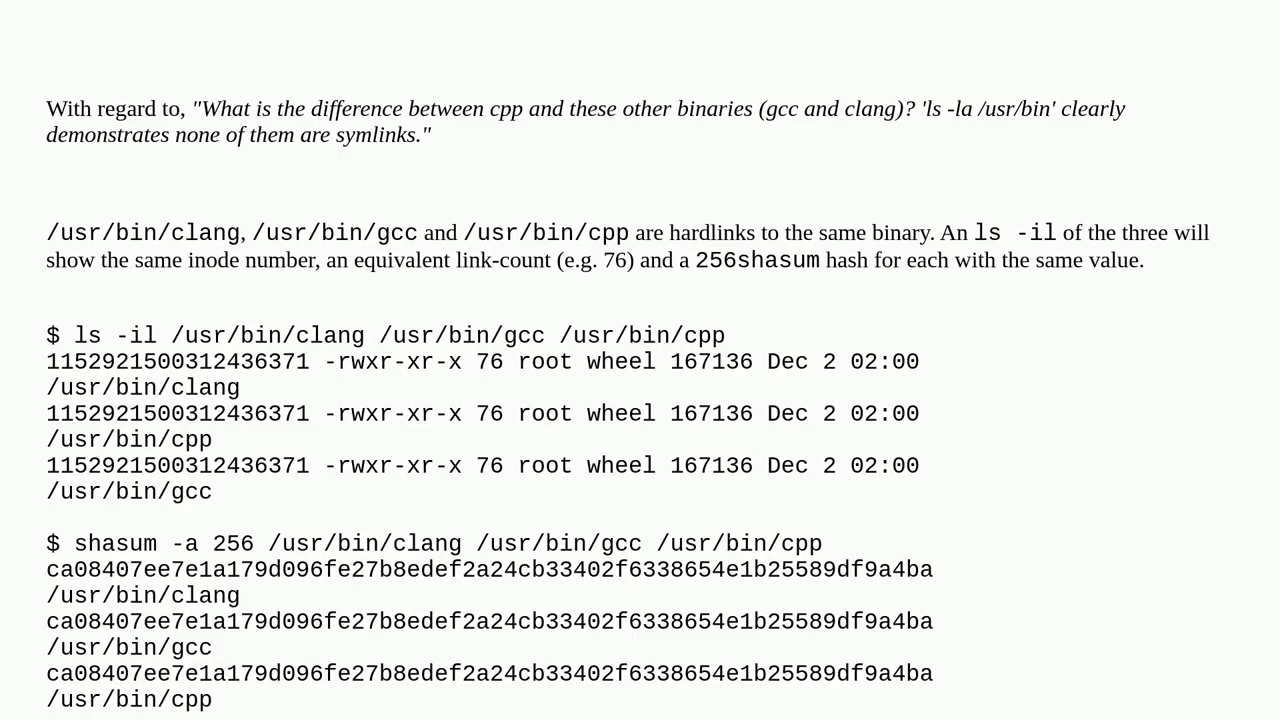 With regard to, "What is the difference between cpp and these other binaries (gcc and clang)? 'ls -la /usr/bin' clearly
demonstrates none of them are symlinks."
/usr/bin/clang, /usr/bin/gcc and /usr/bin/cpp are hardlinks to the same binary. An ls -il of the three will
show the same inode number, an equivalent link-count (e.g. 76) and a 256shasum hash for each with the same value.
$ ls -il /usr/bin/clang /usr/bin/gcc /usr/bin/cpp
1152921500312436371 -rwxr-xr-x 76 root wheel 167136 Dec 2 02:00
/usr/bin/clang
1152921500312436371 -rwxr-xr-x 76 root wheel 167136 Dec 2 02:00
/usr/bin/cpp
1152921500312436371 -rwxr-xr-x 76 root wheel 167136 Dec 2 02:00
/usr/bin/gcc
$ shasum -a 256 /usr/bin/clang /usr/bin/gcc /usr/bin/cpp
ca08407ee7e1a179d096fe27b8edef2a24cb33402f6338654e1b25589df9a4ba
/usr/bin/clang
ca08407ee7e1a179d096fe27b8edef2a24cb33402f6338654e1b25589df9a4ba
/usr/bin/gcc
ca08407ee7e1a179d096fe27b8edef2a24cb33402f6338654e1b25589df9a4ba
/usr/bin/cpp